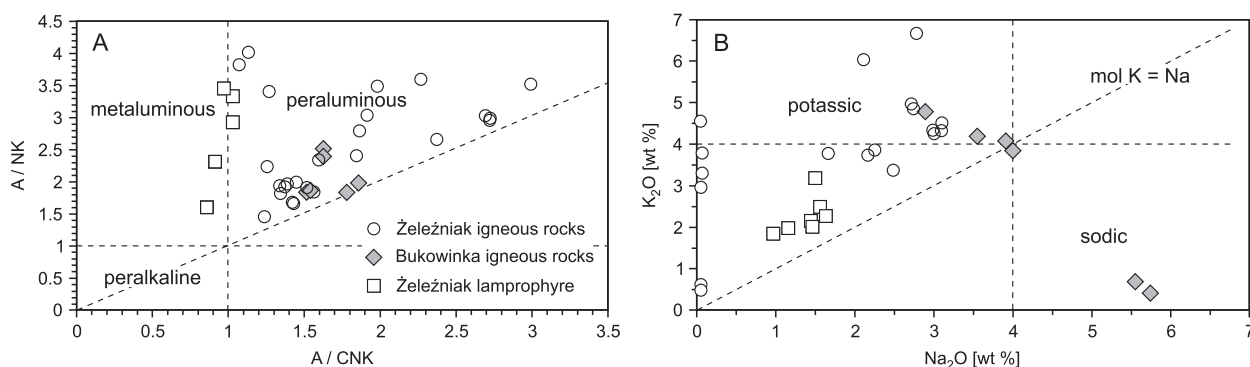 A
4.5
4
3.5
3
2.5
2
1.5
1
0.5
0
A / NK
metaluminous
peraluminous
peralkaline
Żeleźniak igneous rocks
Bukowinka igneous rocks
Żeleźniak lamprophyre
0 0.5 1 1.5 2 2.5 3 3.5
A / CNK
B
7
6
5
4
3
2
1
0
K₂O [wt %]
mol K = Na
potassic
sodic
0 1 2 3 4 5 6 7
Na₂O [wt %]